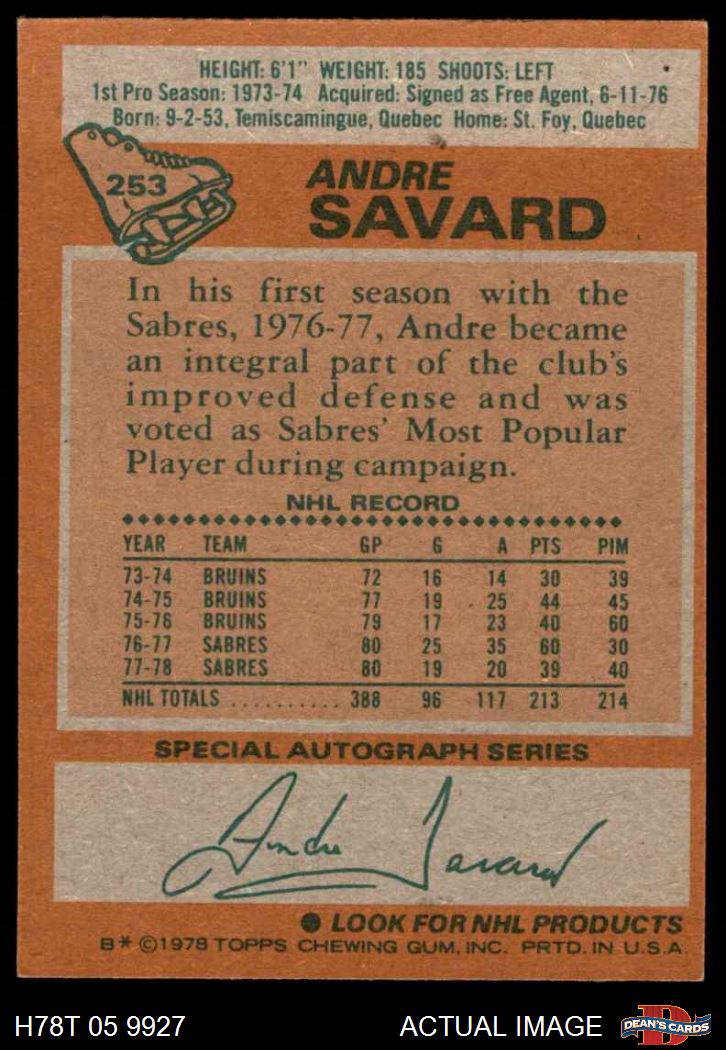 HEIGHT: 6'1" WEIGHT: 185 SHOOTS: LEFT
1st Pro Season: 1973-74 Acquired: Signed as Free Agent, 6-11-76
Born: 9-2-53, Temiscamingue, Quebec Home: St. Foy, Quebec
253
ANDRE
SAVARD
In his first season with the
Sabres, 1976-77, Andre became
an integral part of the club's
improved defense and was
voted as Sabres' Most Popular
Player during campaign.
NHL RECORD
YEAR TEAM GP G A PTS PIM
73-74 BRUINS 72 16 14 30 39
74-75 BRUINS 77 19 25 44 45
75-76 BRUINS 79 17 23 40 60
76-77 SABRES 80 25 35 60 30
77-78 SABRES 80 19 20 39 40
NHL TOTALS .......... 388 96 117 213 214
SPECIAL AUTOGRAPH SERIES
Andre Savard
LOOK FOR NHL PRODUCTS
B* ©1978 TOPPS CHEWING GUM, INC. PRTD. IN U.S.A.
H78T 05 9927 ACTUAL IMAGE
D
DEAN'S CARDS